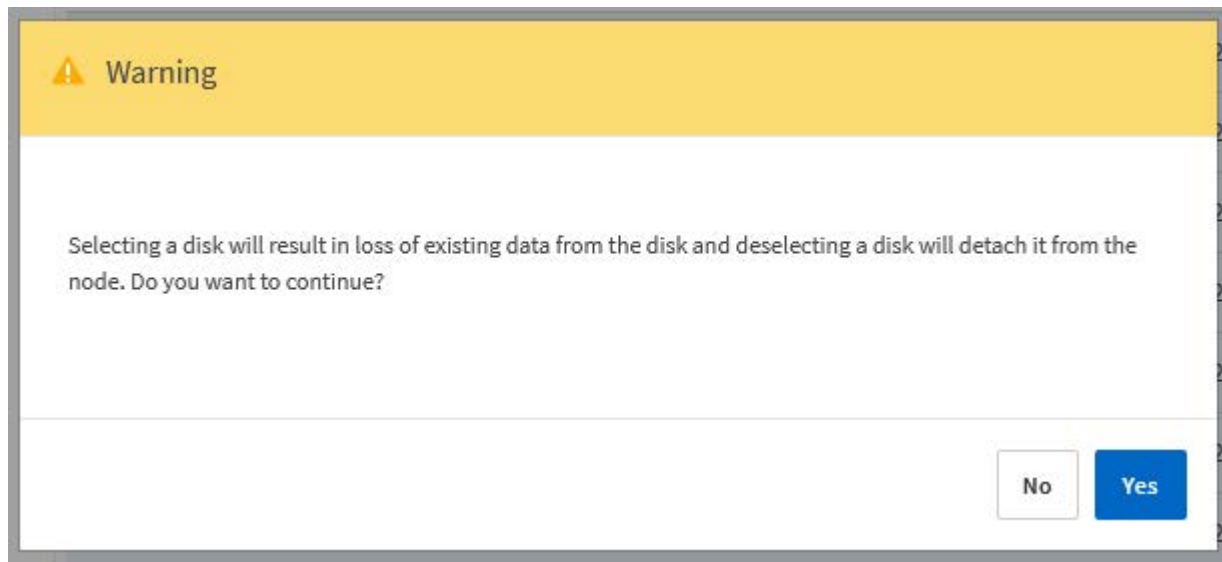 Warning
Selecting a disk will result in loss of existing data from the disk and deselecting a disk will detach it from the
node. Do you want to continue?
No
Yes